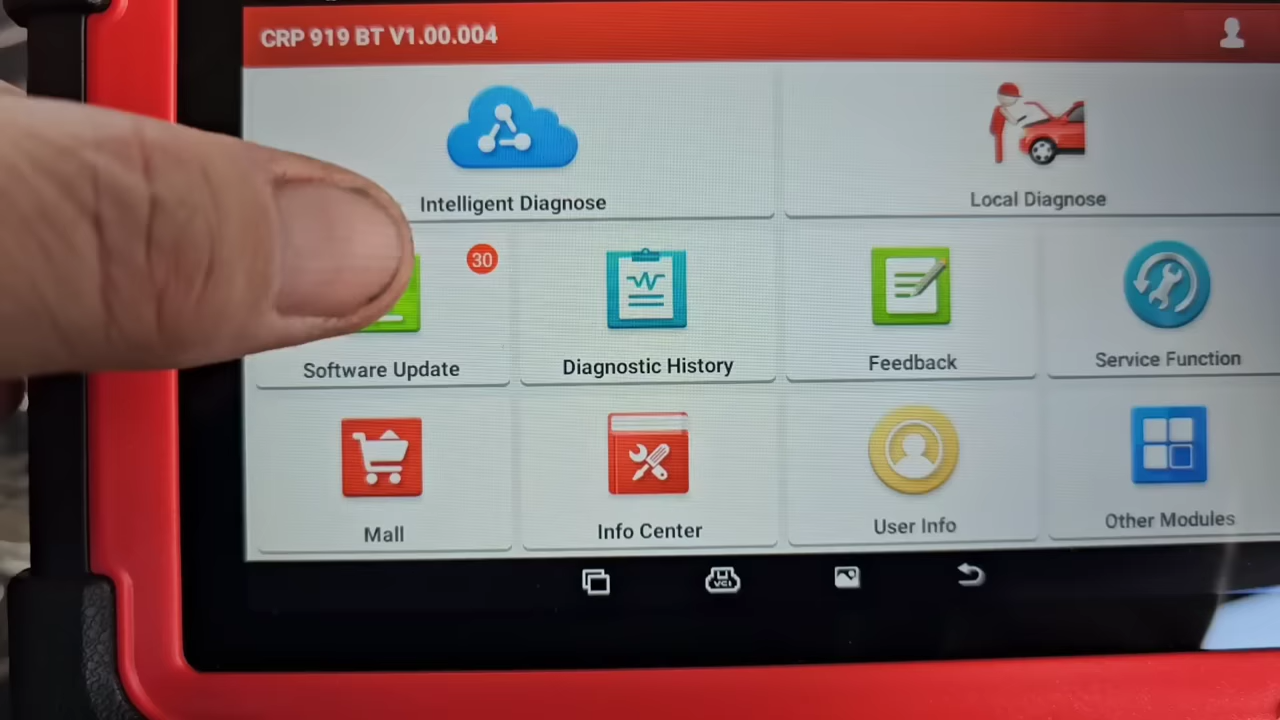 CRP 919 BT V1.00.004
Intelligent Diagnose
Local Diagnose
30
Software Update
Diagnostic History
Feedback
Service Function
Mall
Info Center
User Info
Other Modules
VCI